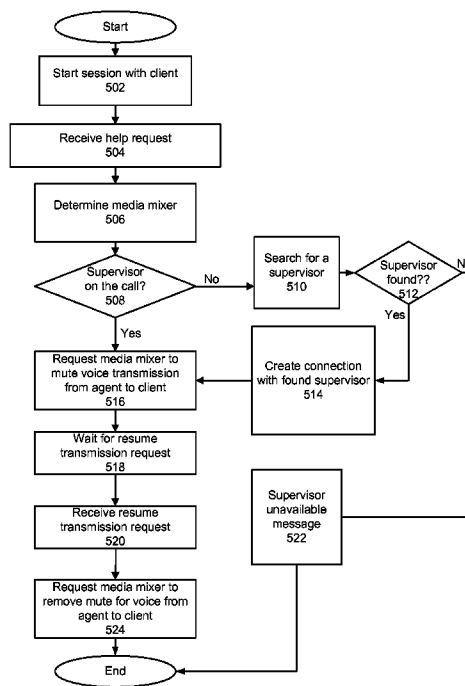 Start
Start session with client
502
Receive help request
504
Determine media mixer
506
Supervisor
on the call?
508
No
Search for a
supervisor
510
Supervisor
found??
512
N
Yes
Yes
Request media mixer to
mute voice transmission
from agent to client
516
Create connection
with found supervisor
514
Wait for resume
transmission request
518
Receive resume
transmission request
520
Supervisor
unavailable
message
522
Request media mixer to
remove mute for voice from
agent to client
524
End